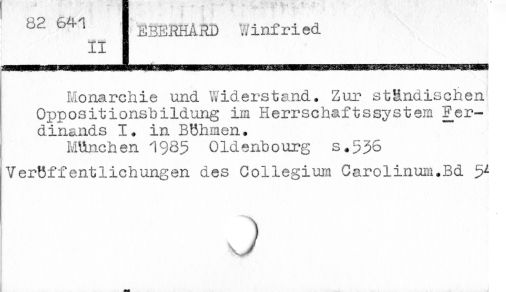 82 641
II
EBERHARD Winfried
Monarchie und Widerstand. Zur ständischen
Oppositionsbildung im Herrschaftssystem Fer-
dinands I. in Böhmen.
München 1985 Oldenbourg s.536
Veröffentlichungen des Collegium Carolinum.Bd 54